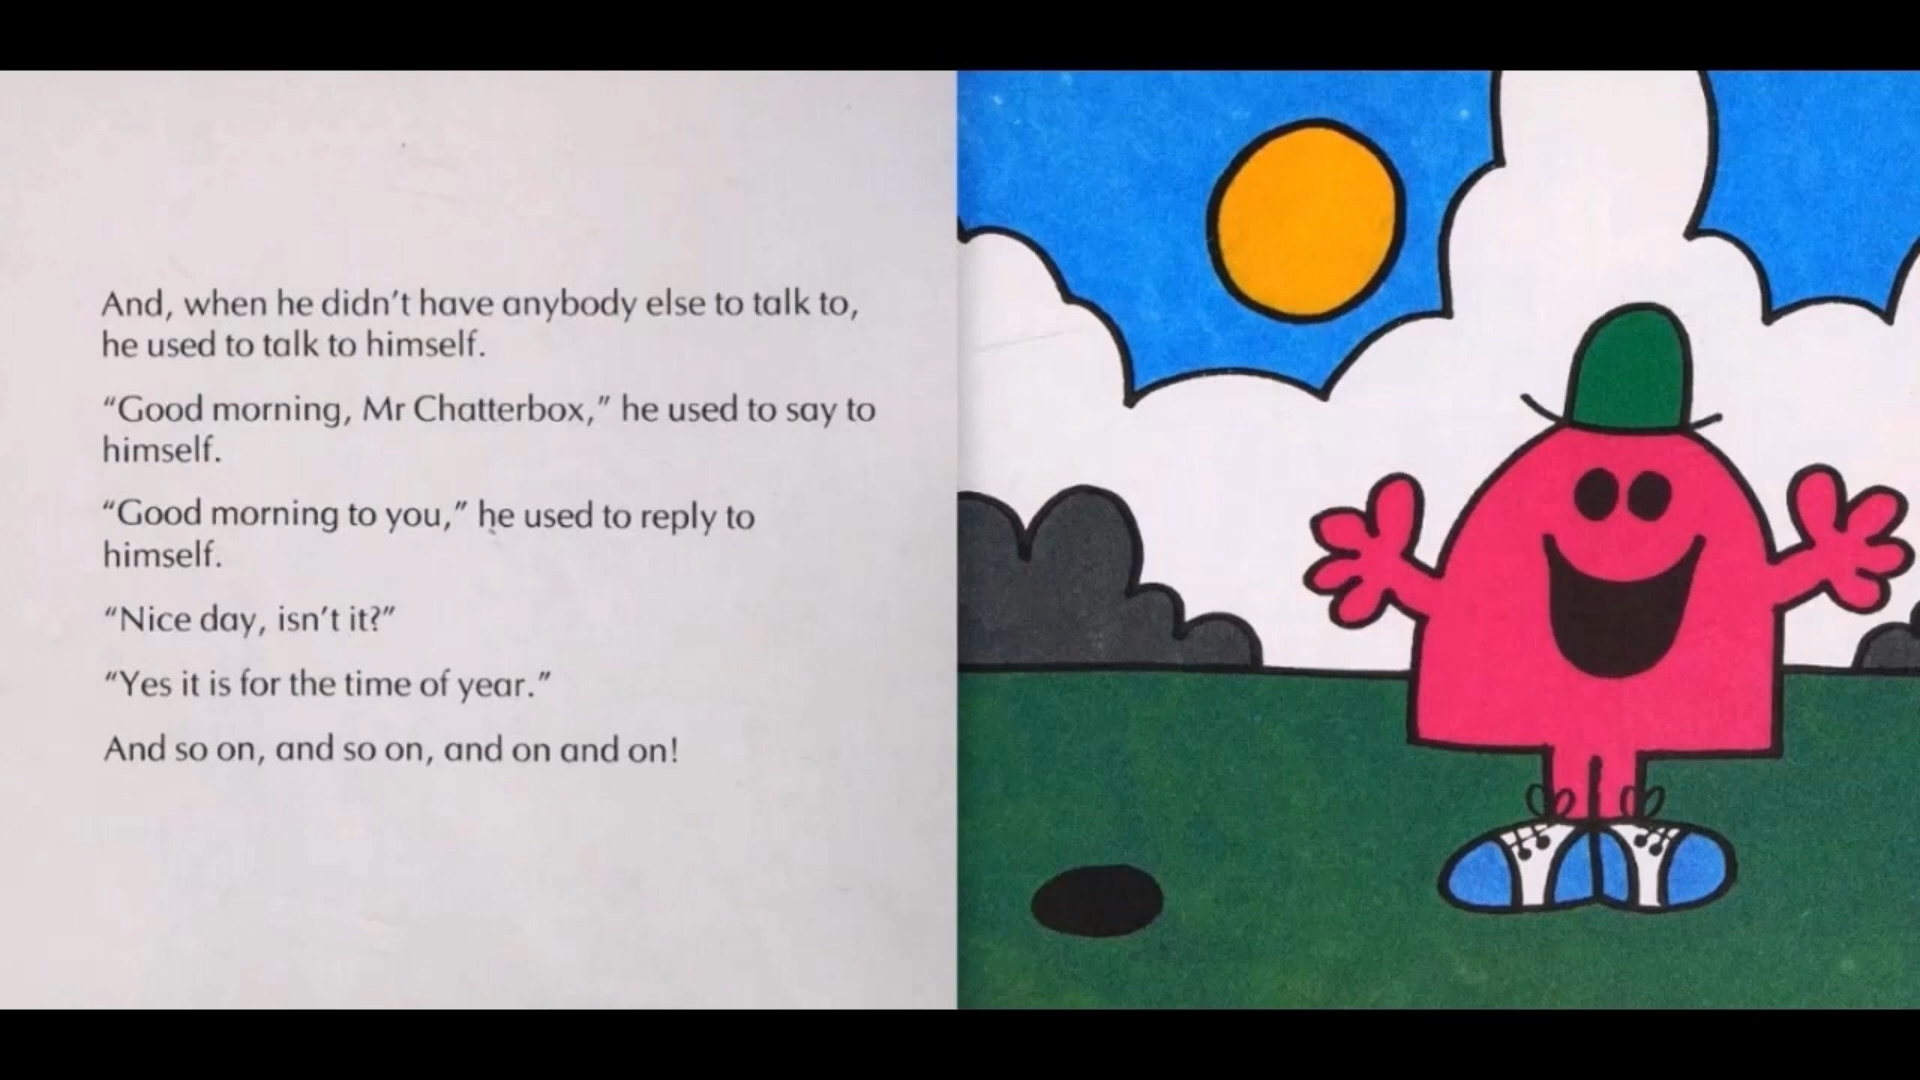 And, when he didn’t have anybody else to talk to,
he used to talk to himself.
“Good morning, Mr Chatterbox,” he used to say to
himself.
“Good morning to you,” he used to reply to
himself.
“Nice day, isn’t it?”
“Yes it is for the time of year.”
And so on, and so on, and on and on!